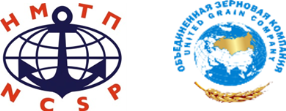 НМТП
NCSP
ОБЪЕДИНЕННАЯ ЗЕРНОВАЯ КОМПАНИЯ
UNITED GRAIN COMPANY